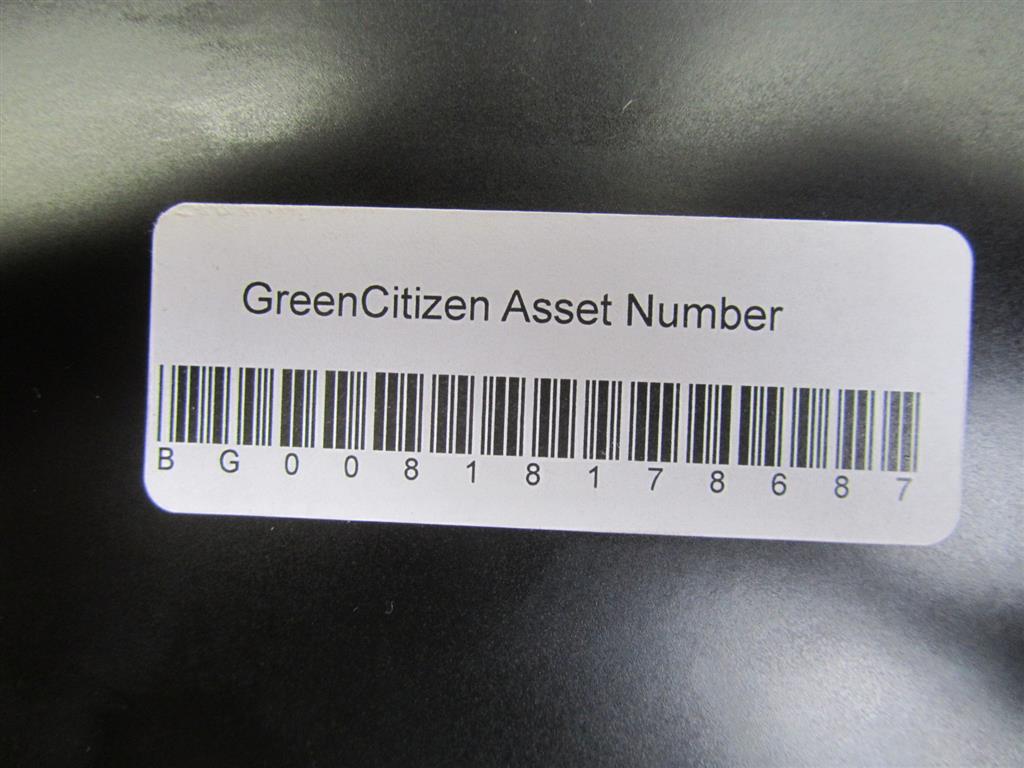 GreenCitizen Asset Number
B G 0 0 8 1 8 1 7 8 6 8 7